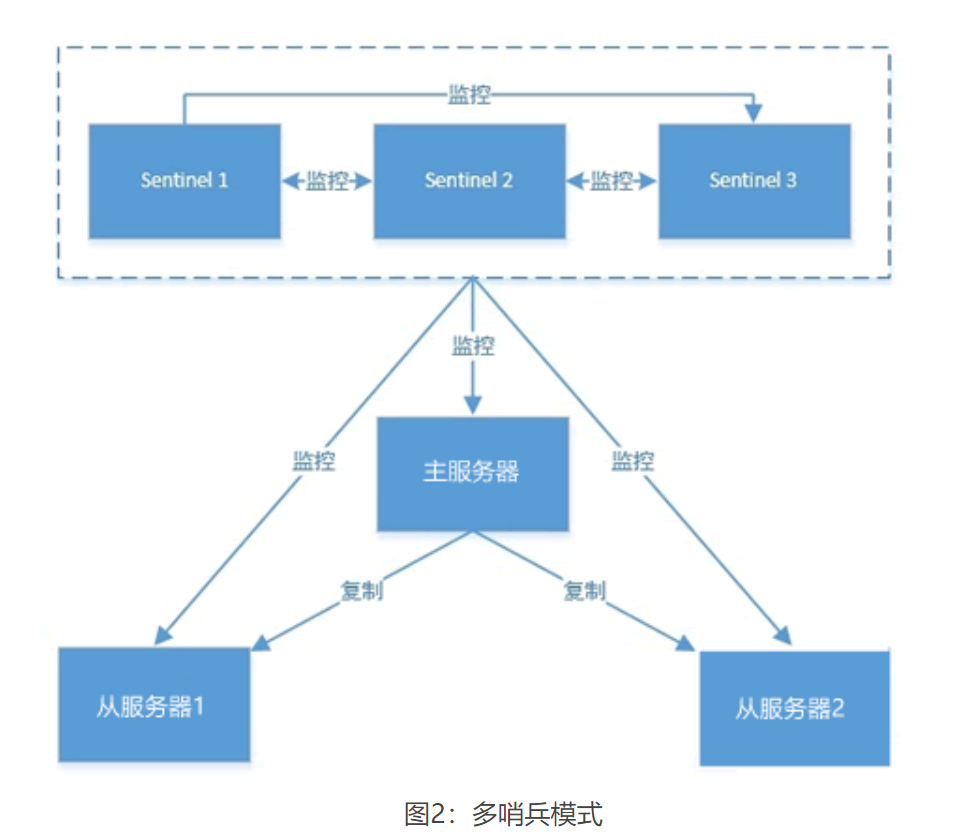 监控
Sentinel 1
监控
Sentinel 2
监控
Sentinel 3
监控
监控
监控
主服务器
复制
复制
从服务器1
从服务器2
图2：多哨兵模式